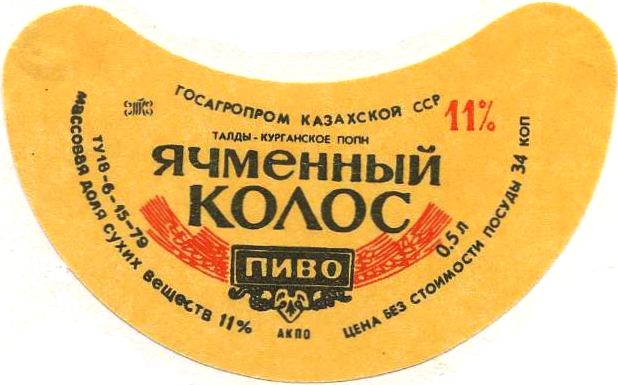 ГОСАГРОПРОМ КАЗАХСКОЙ ССР
11%
ТАЛДЫ-КУРГАНСКОЕ ПОПН
ЯЧМЕННЫЙ
КОЛОС
ПИВО
ТУ18-6-15-79
МАССОВАЯ ДОЛЯ СУХИХ ВЕЩЕСТВ 11%
АКПО
0.5 Л
ЦЕНА БЕЗ СТОИМОСТИ ПОСУДЫ 34 КОП